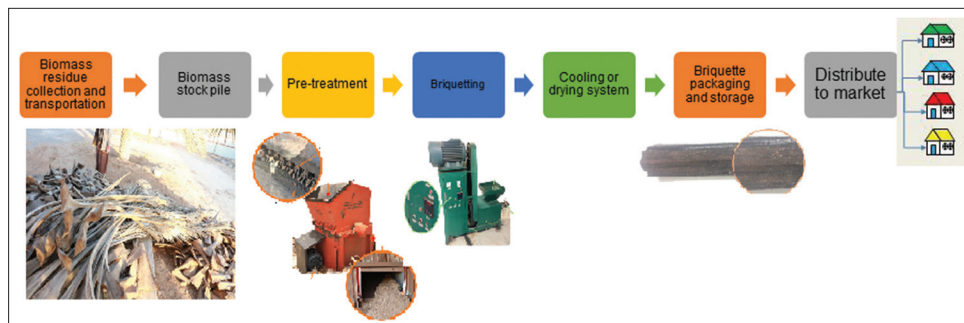 Biomass
residue
collection and
transportation
Biomass
stock pile
Pre-treatment
Briquetting
Cooling or
drying system
Briquette
packaging
and storage
Distribute
to market